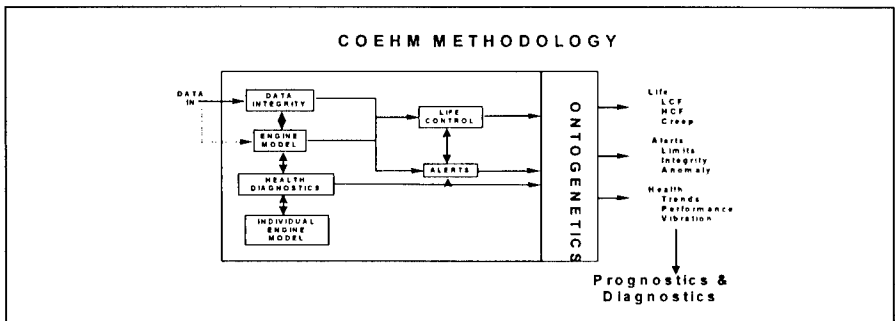 COEHM METHODOLOGY
DATA
IN
DATA
INTEGRITY
ENGINE
MODEL
HEALTH
DIAGNOSTICS
INDIVIDUAL
ENGINE
MODEL
LIFE
CONTROL
ALERTS
ONTOGENETICS
Life
LCF
HCF
Creep
Alerts
Limits
Integrity
Anomaly
Health
Trends
Performance
Vibration
Prognostics &
Diagnostics